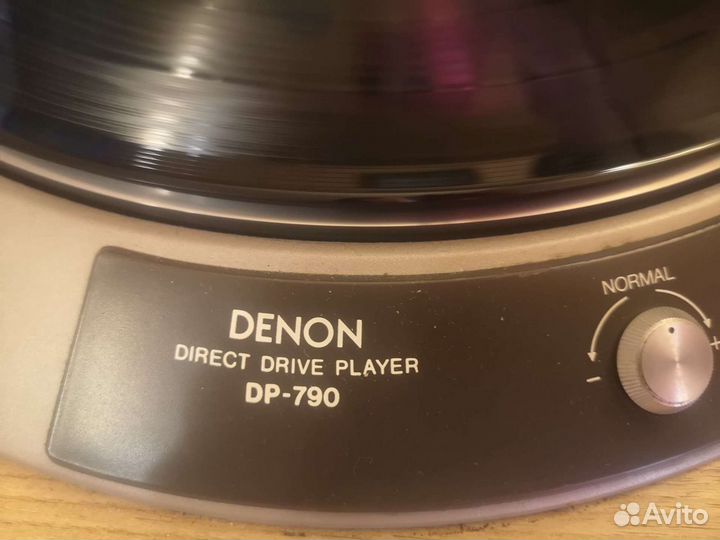 NORMAL
- +
DENON
DIRECT DRIVE PLAYER
DP-790
Avito